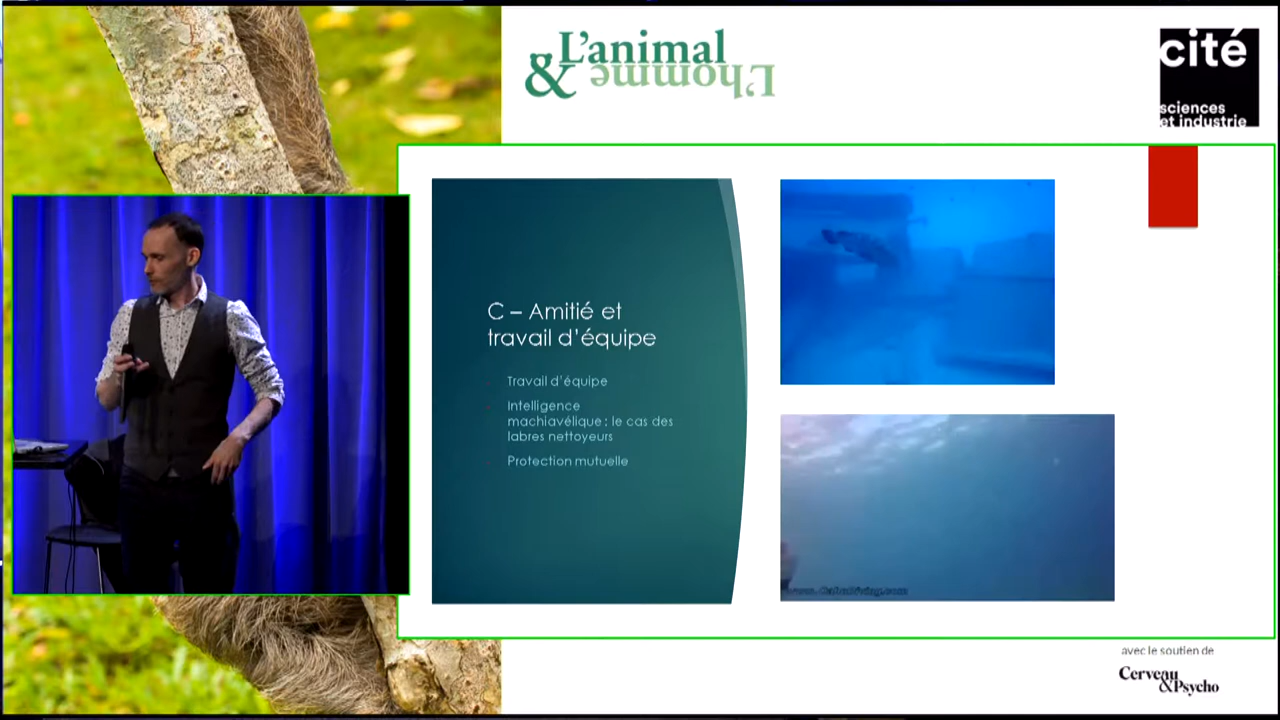 L'animal
& L'homme
cité
sciences
et industrie
C – Amitié et
travail d'équipe
Travail d'équipe
Intelligence
machiavélique : le cas des
labres nettoyeurs
Protection mutuelle
avec le soutien de
Cerveau
&Psycho